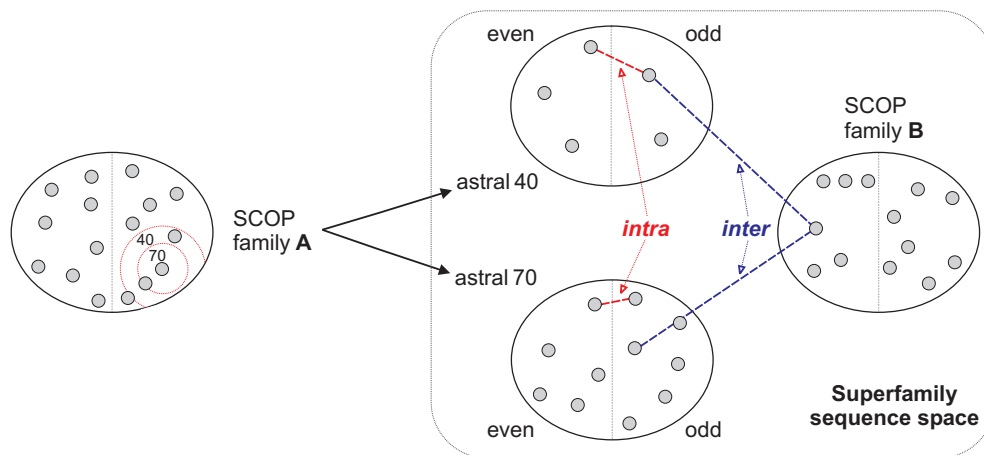 even
odd
SCOP
family B
astral 40
40
70
SCOP
family A
intra
inter
astral 70
even
odd
Superfamily
sequence space